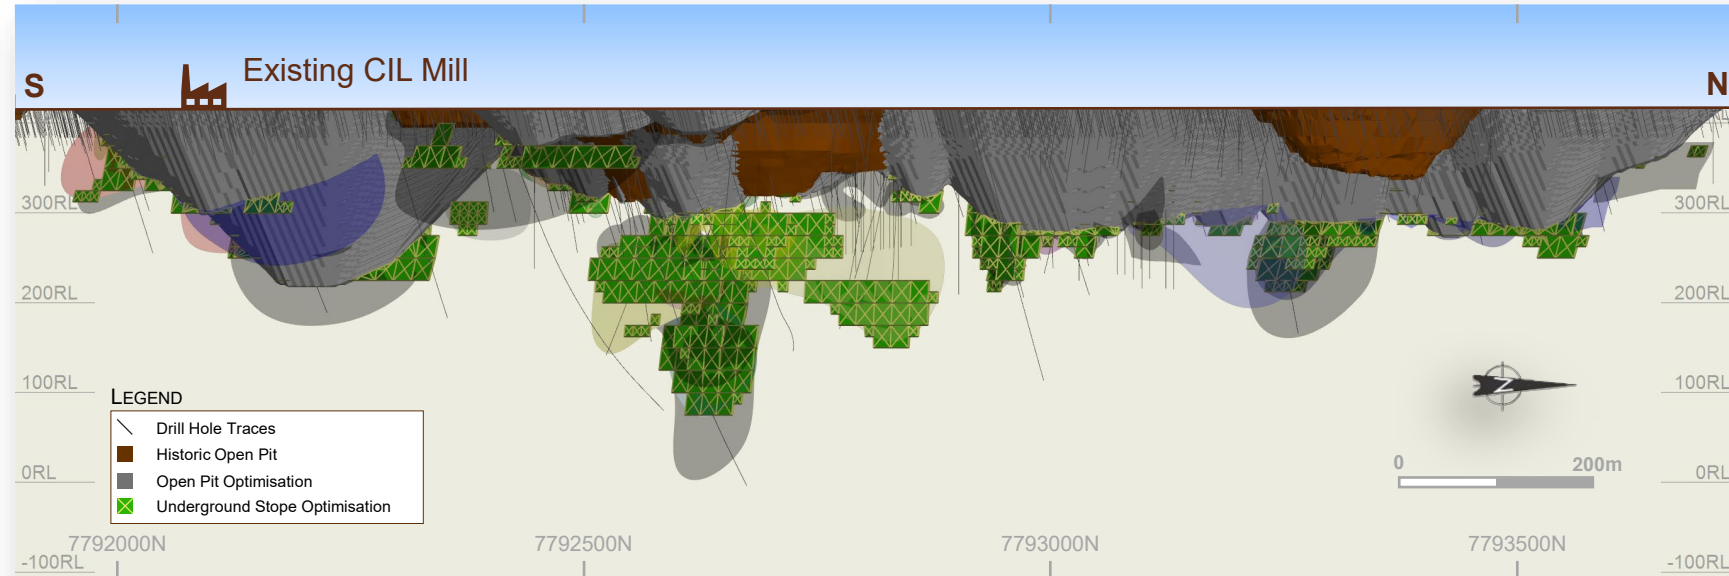 Existing CIL Mill
S
N
300RL
300RL
200RL
200RL
100RL
100RL
LEGEND
Drill Hole Traces
Historic Open Pit
Open Pit Optimisation
Underground Stope Optimisation
Z
0 200m
0RL
0RL
7792000N 7792500N 7793000N 7793500N
-100RL
-100RL